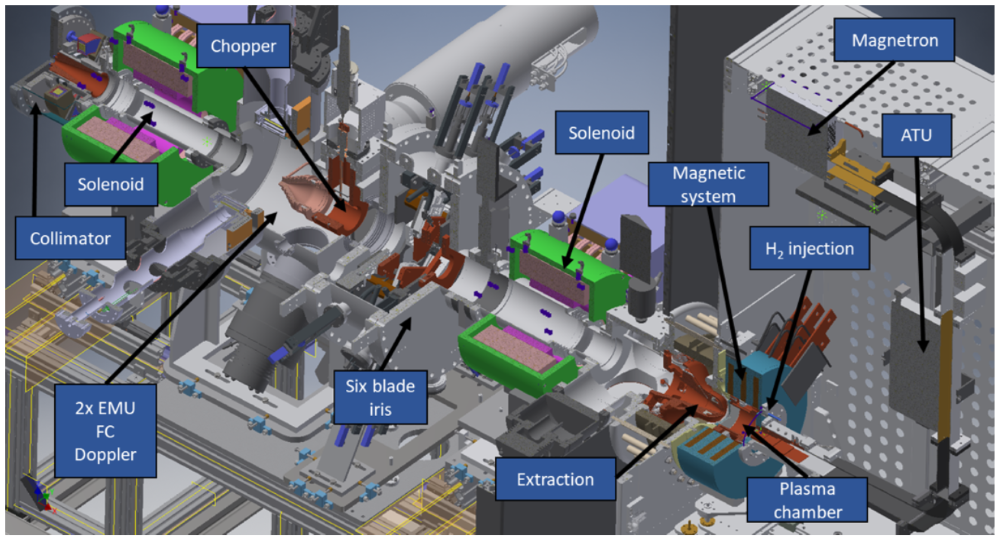 Chopper
Magnetron
ATU
Solenoid
Magnetic
system
Solenoid
Collimator
H₂ injection
2x EMU
FC
Doppler
Six blade
iris
Extraction
Plasma
chamber